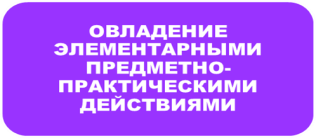 ОВЛАДЕНИЕ
ЭЛЕМЕНТАРНЫМИ
ПРЕДМЕТНО-
ПРАКТИЧЕСКИМИ
ДЕЙСТВИЯМИ